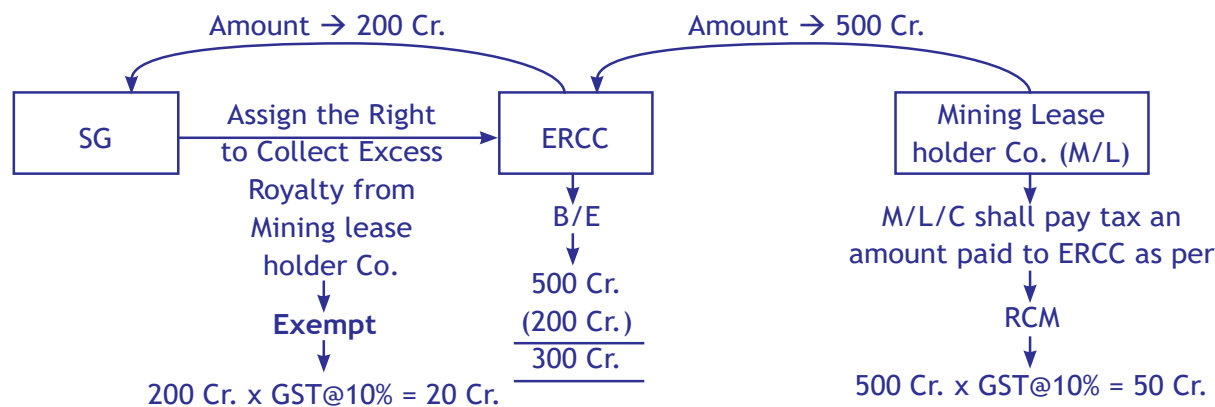 Amount → 200 Cr.
Amount → 500 Cr.
SG
Assign the Right
to Collect Excess
Royalty from
Mining lease
holder Co.
Exempt
200 Cr. x GST@10% = 20 Cr.
ERCC
B/E
500 Cr.
(200 Cr.)
300 Cr.
Mining Lease
holder Co. (M/L)
M/L/C shall pay tax an
amount paid to ERCC as per
RCM
500 Cr. x GST@10% = 50 Cr.